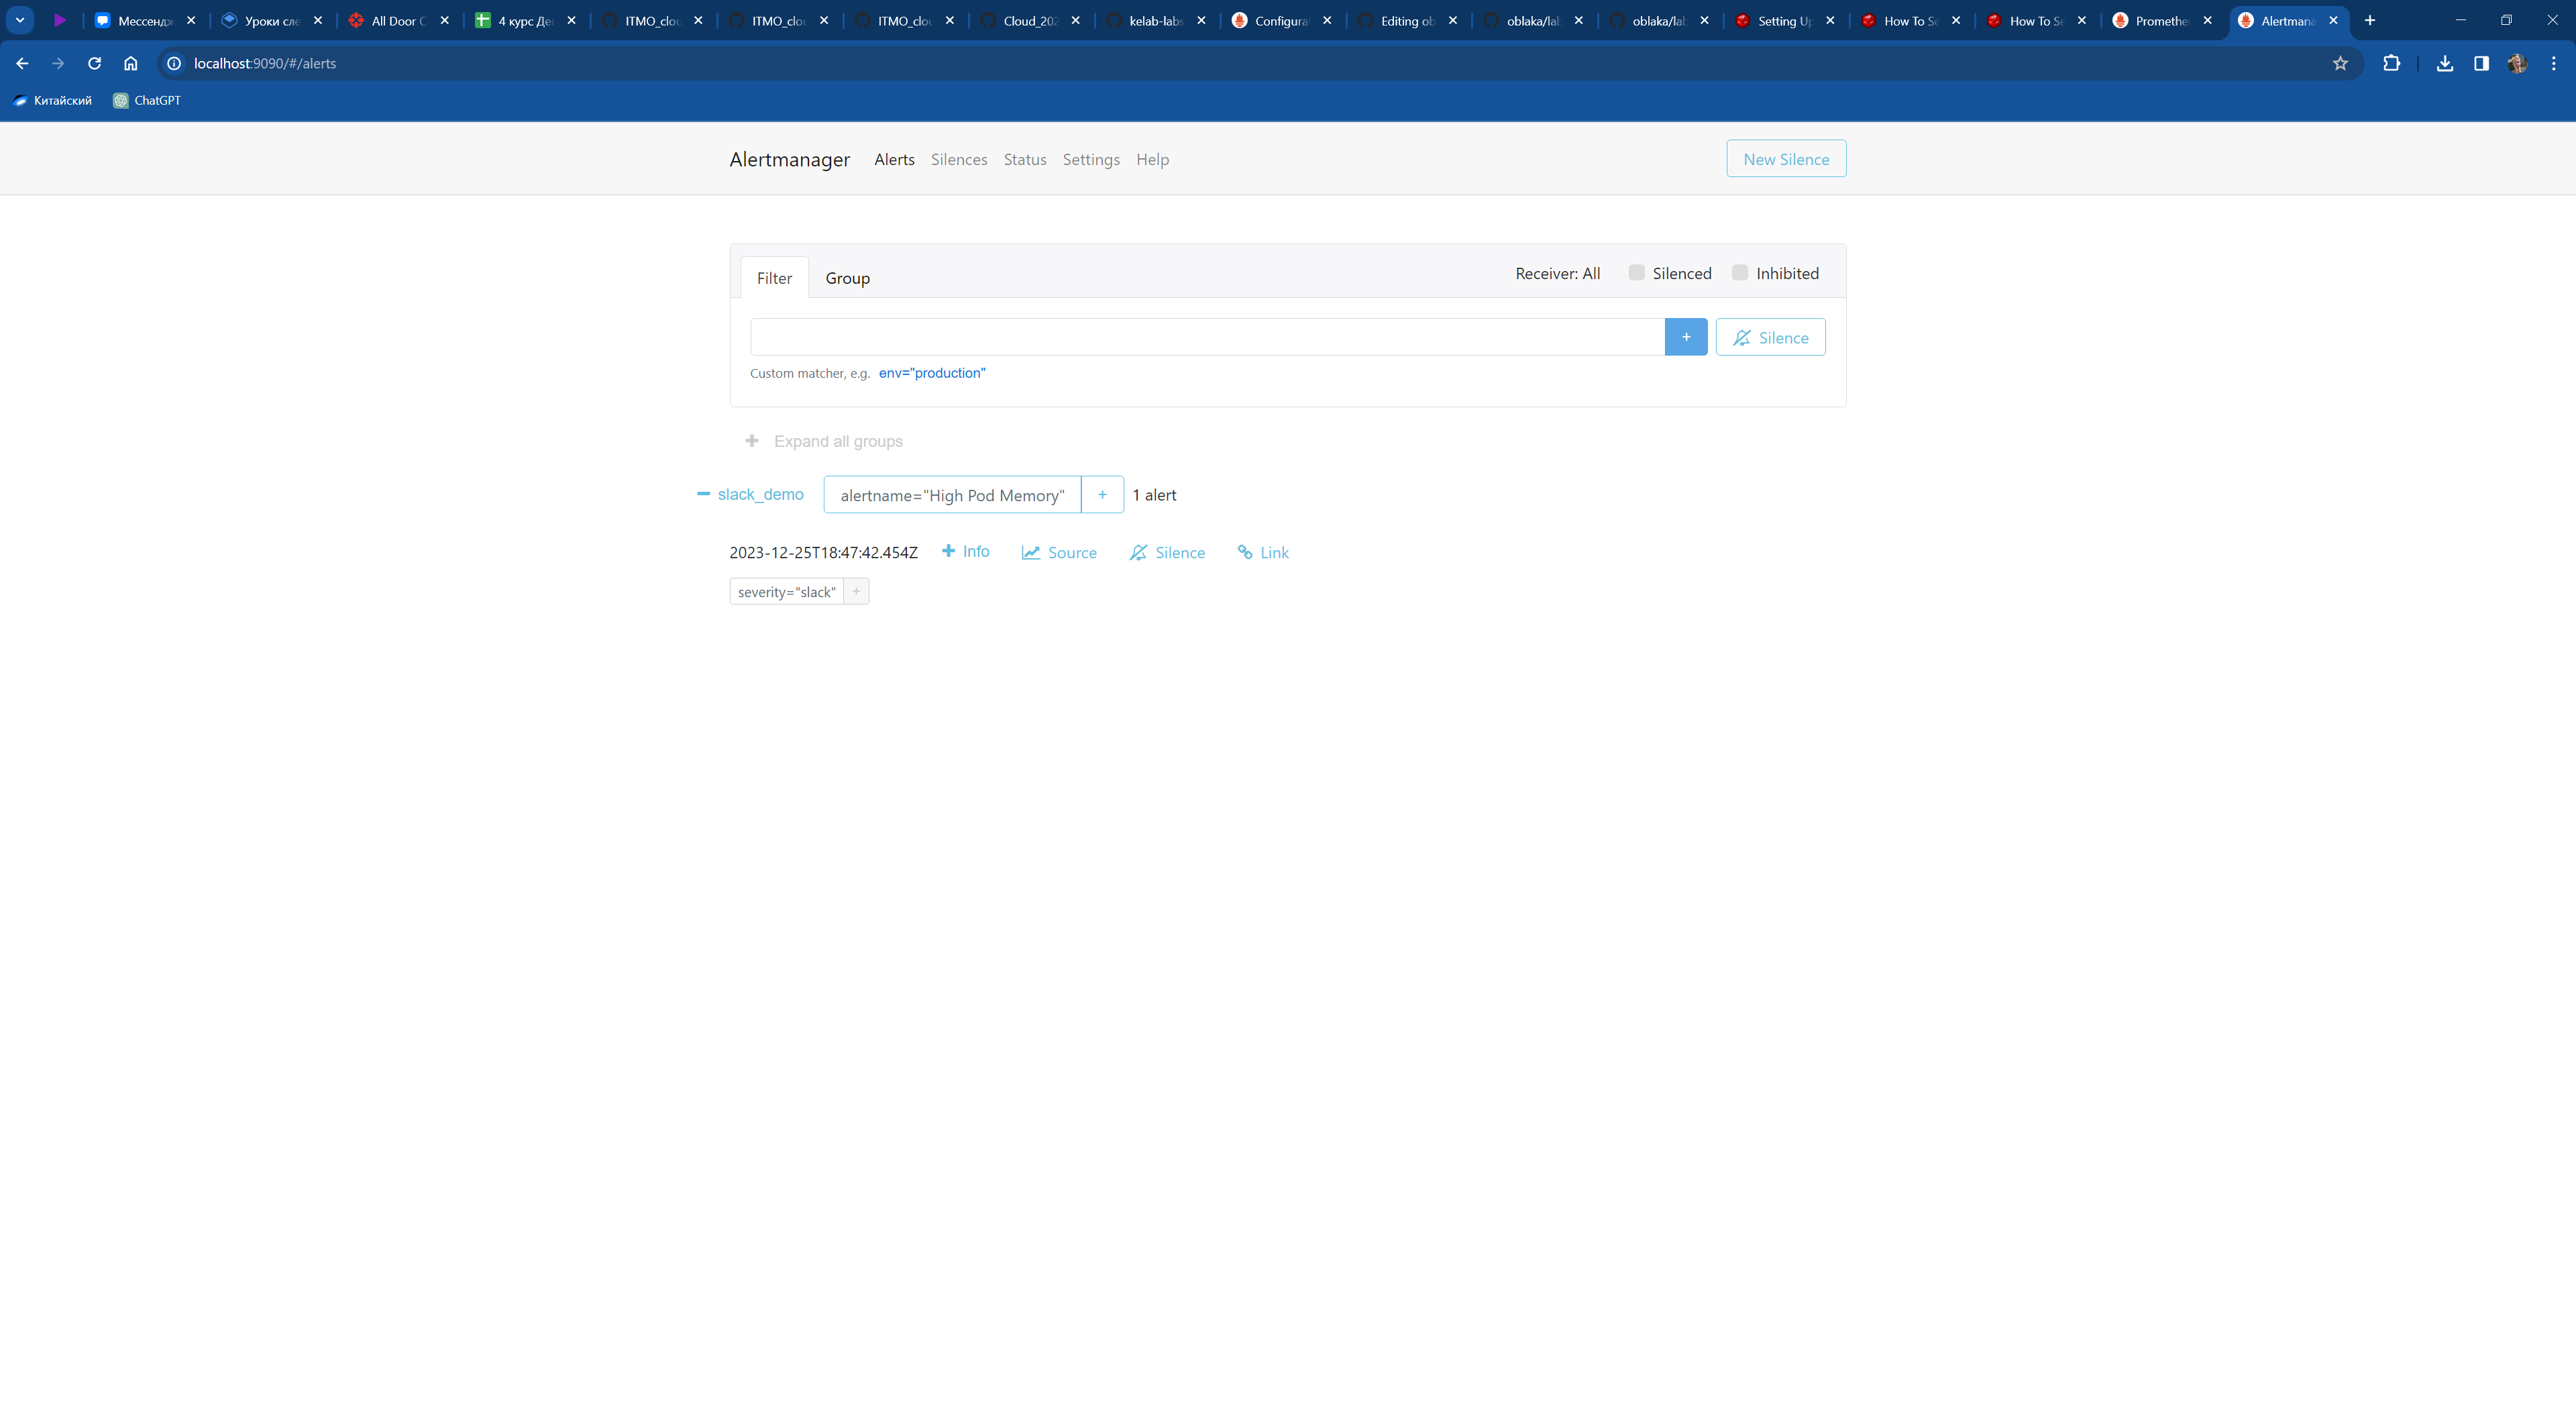 Мессендж Уроки сле All Door C 4 курс Де ITMO_clou ITMO_clou ITMO_clou Cloud_202 kelab-labs Configurat Editing ob oblaka/lab oblaka/lab Setting Up How To Se How To Se Promethe Alertmana
localhost:9090/#/alerts
Китайский ChatGPT
Alertmanager Alerts Silences Status Settings Help New Silence
Filter Group Receiver: All Silenced Inhibited
+ Silence
Custom matcher, e.g. env="production"
+ Expand all groups
slack_demo alertname="High Pod Memory" + 1 alert
2023-12-25T18:47:42.454Z + Info Source Silence Link
severity="slack" +